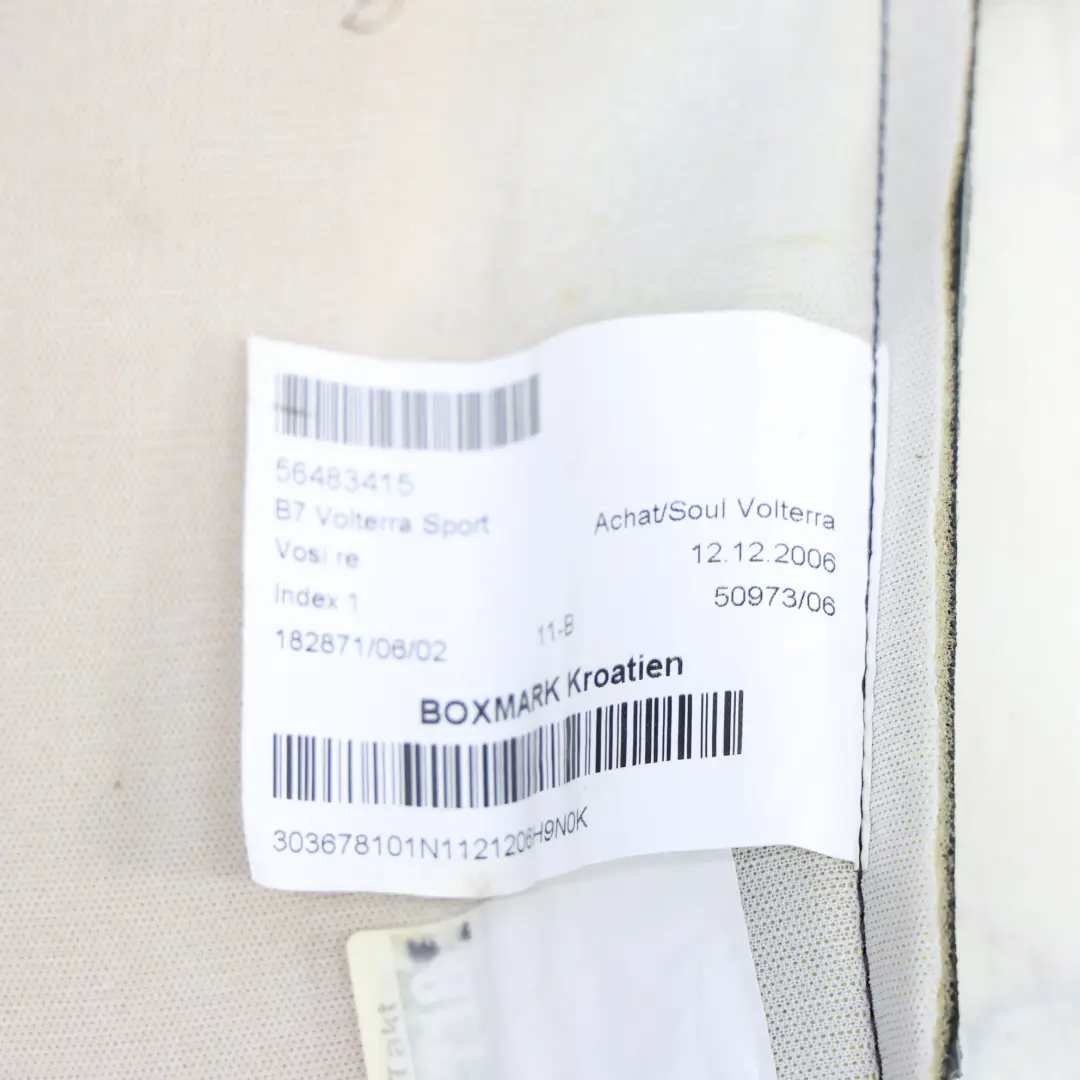 56483415
B7 Volterra Sport
Achat/Soul Volterra
Vosi re
12.12.2006
Index 1
50973/06
182871/06/02
11-B
BOXMARK Kroatien
303678101N1121206H9N0K